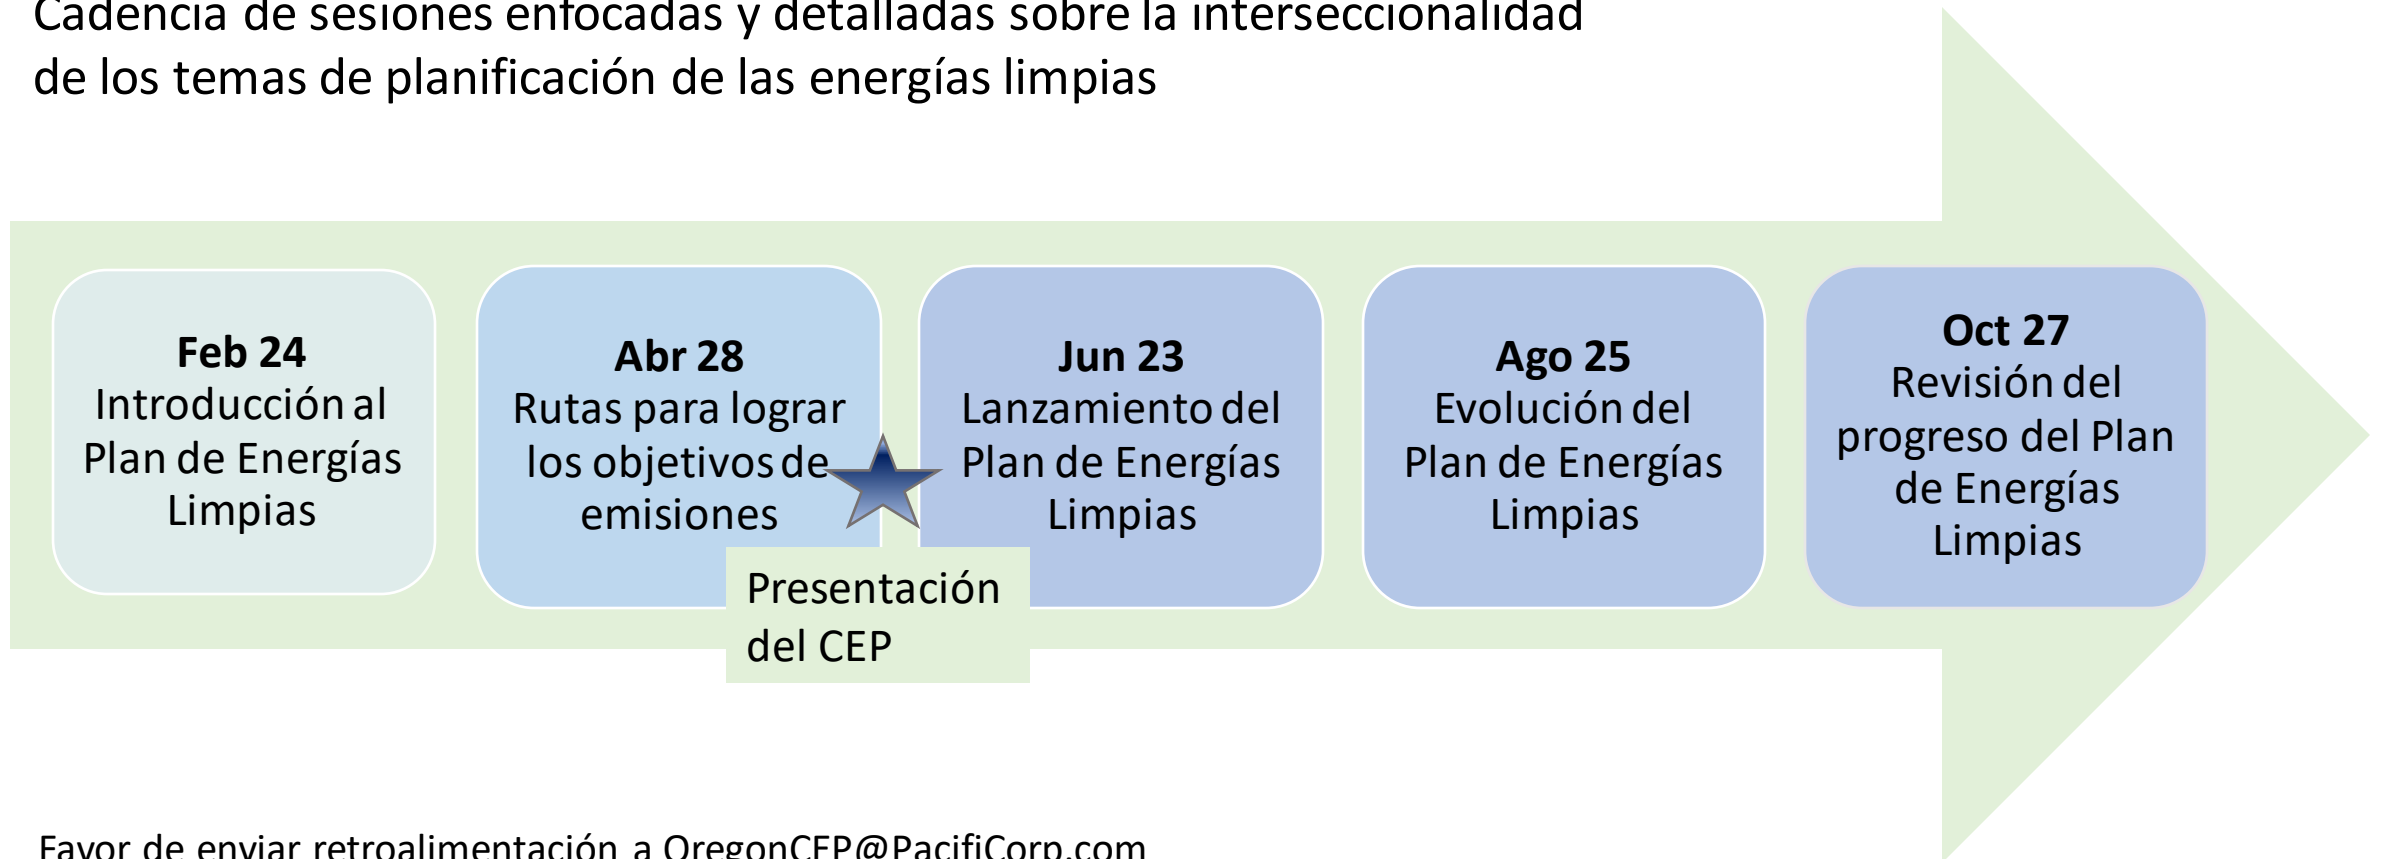 Cadencia de sesiones enfocadas y detalladas sobre la interseccionalidad
de los temas de planificación de las energías limpias
Feb 24
Introducción al
Plan de Energías
Limpias
Abr 28
Rutas para lograr
los objetivos de
emisiones
Presentación
del CEP
Jun 23
Lanzamiento del
Plan de Energías
Limpias
Ago 25
Evolución del
Plan de Energías
Limpias
Oct 27
Revisión del
progreso del Plan
de Energías
Limpias
Favor de enviar retroalimentación a OregonCEP@PacifiCorp.com